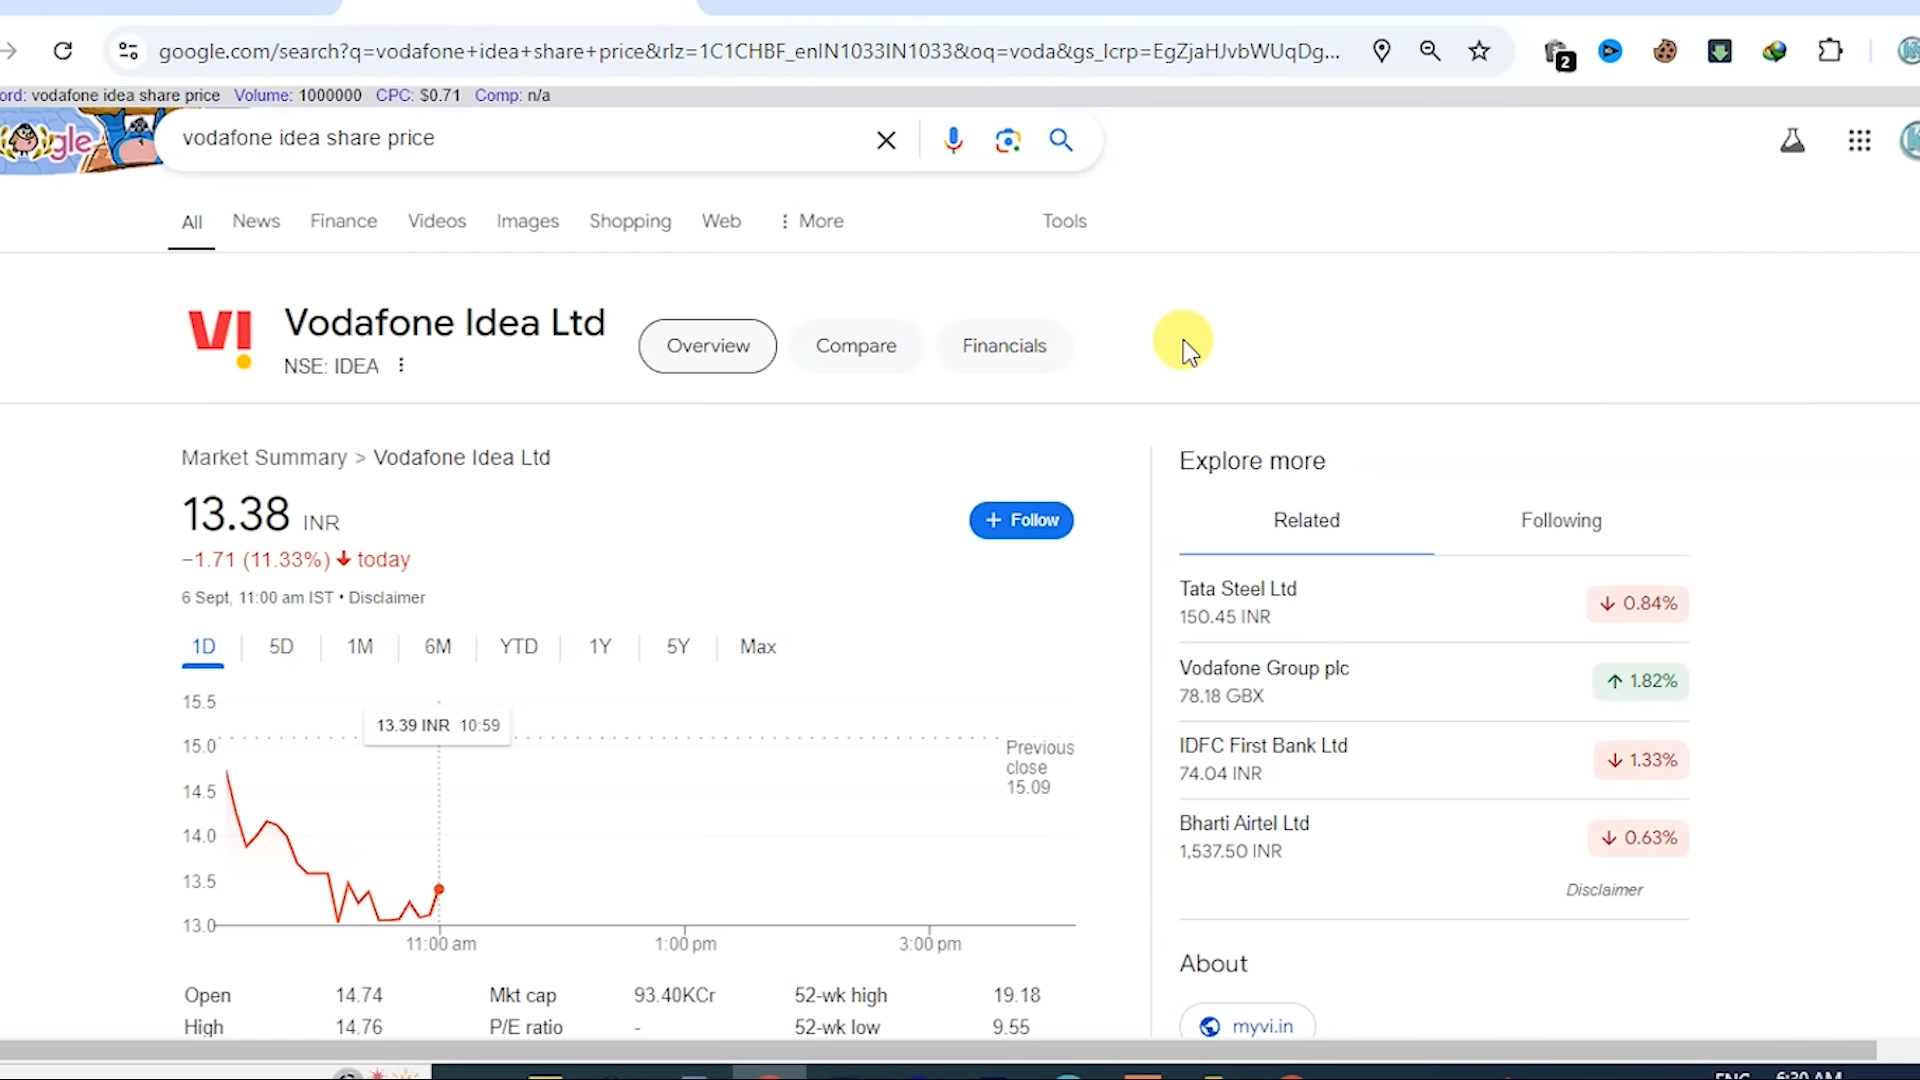 google.com/search?q=vodafone+idea+share+price&rlz=1C1CHBF_enIN1033IN1033&oq=voda&gs_lcrp=EgZjaHJvbWUqDg...
2
ord: vodafone idea share price Volume: 1000000 CPC: $0.71 Comp: n/a
gle
vodafone idea share price
All News Finance Videos Images Shopping Web More Tools
VI
Vodafone Idea Ltd
NSE: IDEA
Overview Compare Financials
Market Summary > Vodafone Idea Ltd
13.38 INR
+ Follow
−1.71 (11.33%) ↓ today
6 Sept, 11:00 am IST • Disclaimer
1D 5D 1M 6M YTD 1Y 5Y Max
15.5
13.39 INR 10:59
15.0
Previous
close
15.09
14.5
14.0
13.5
13.0
11:00 am 1:00 pm 3:00 pm
Open 14.74 Mkt cap 93.40KCr 52-wk high 19.18
High 14.76 P/E ratio - 52-wk low 9.55
Explore more
Related Following
Tata Steel Ltd
150.45 INR
↓ 0.84%
Vodafone Group plc
78.18 GBX
↑ 1.82%
IDFC First Bank Ltd
74.04 INR
↓ 1.33%
Bharti Airtel Ltd
1,537.50 INR
↓ 0.63%
Disclaimer
About
myvi.in
ENG 6:30 AM